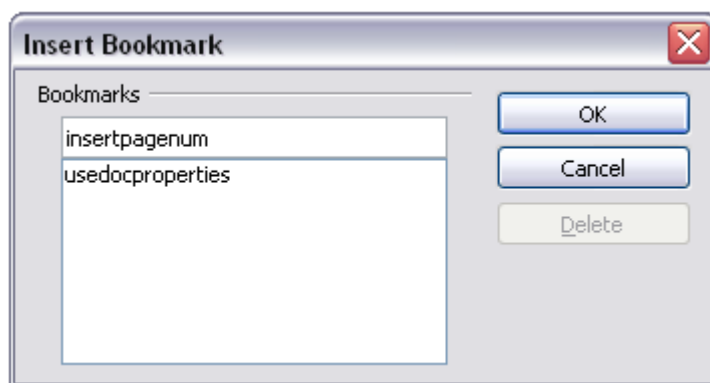 Insert Bookmark
Bookmarks
OK
insertpagenum
usedocproperties
Cancel
Delete